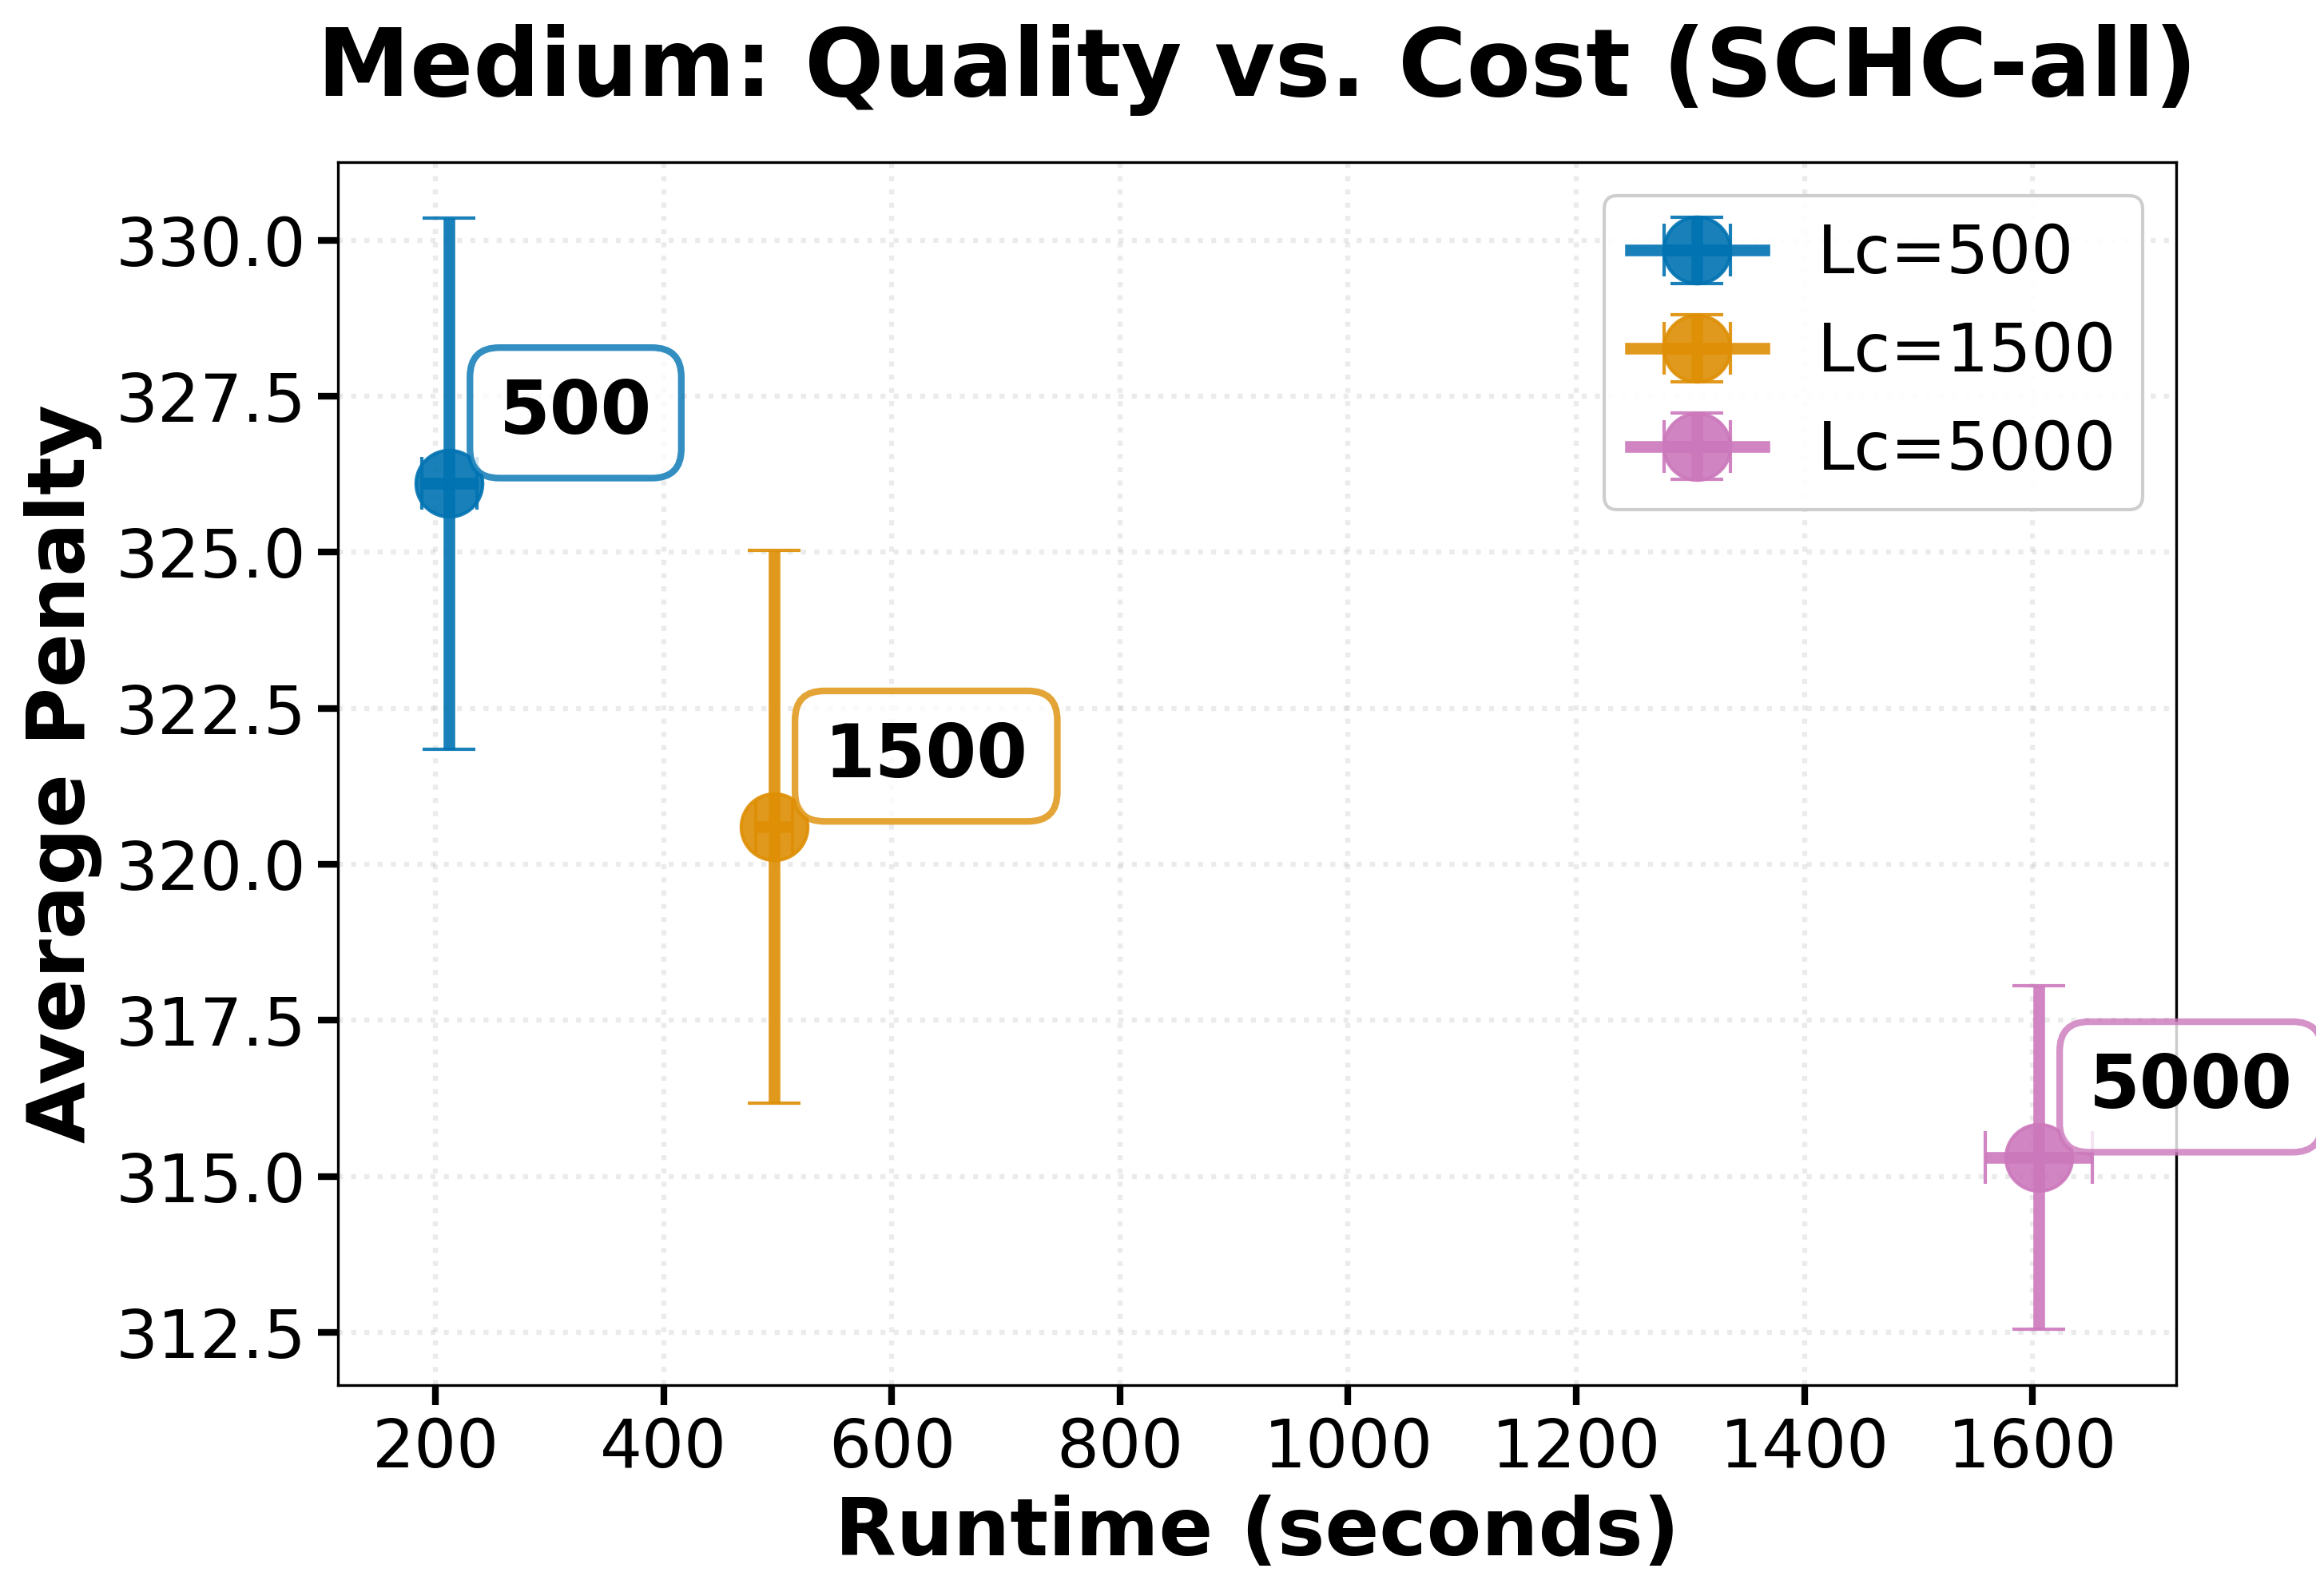 Medium: Quality vs. Cost (SCHC-all)
Average Penalty
330.0
327.5
325.0
322.5
320.0
317.5
315.0
312.5
Lc=500
Lc=1500
Lc=5000
500
1500
5000
200 400 600 800 1000 1200 1400 1600
Runtime (seconds)